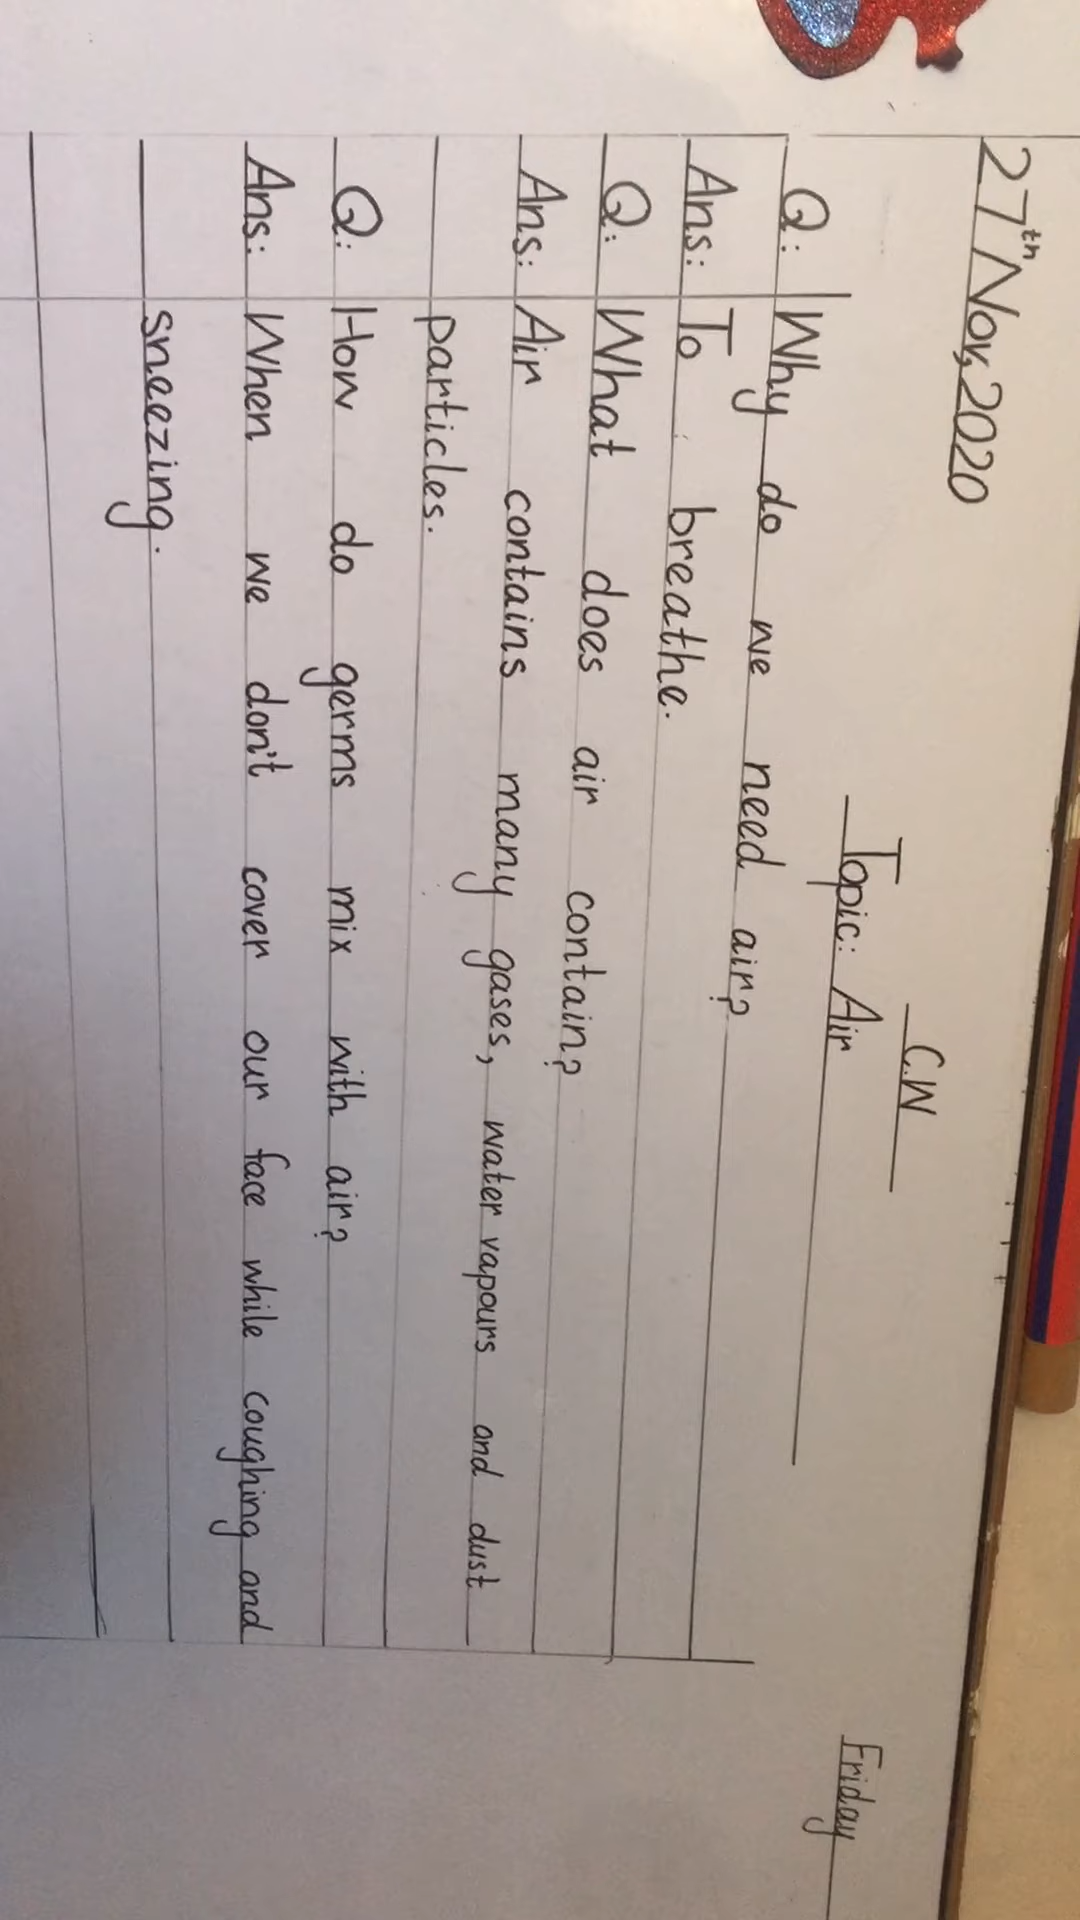 27th Nov, 2020
C.W
Friday
Topic: Air
Q: Why do we need air?
Ans: To breathe.
Q: What does air contain?
Ans: Air contains many gases, water vapours and dust
particles.
Q: How do germs mix with air?
Ans: When we don't cover our face while coughing and
sneezing.